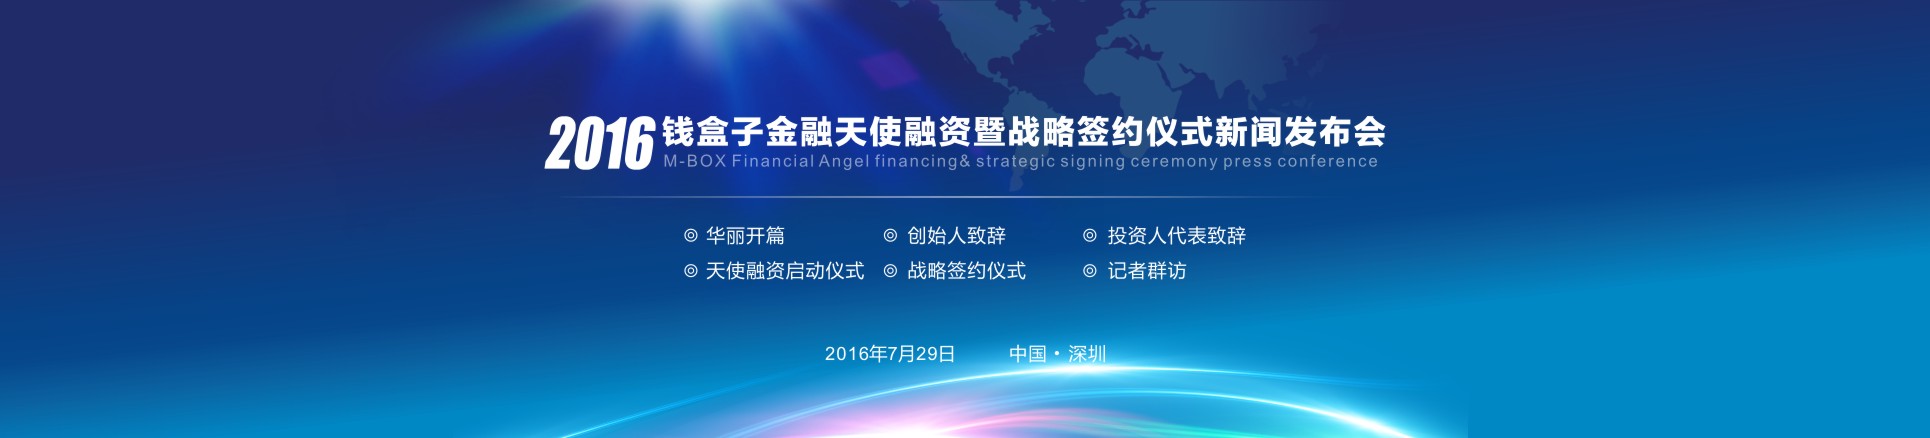 2016 钱盒子金融天使融资暨战略签约仪式新闻发布会
M-BOX Financial Angel financing& strategic signing ceremony press conference
◎ 华丽开篇 ◎ 创始人致辞 ◎ 投资人代表致辞
◎ 天使融资启动仪式 ◎ 战略签约仪式 ◎ 记者群访
2016年7月29日 中国·深圳